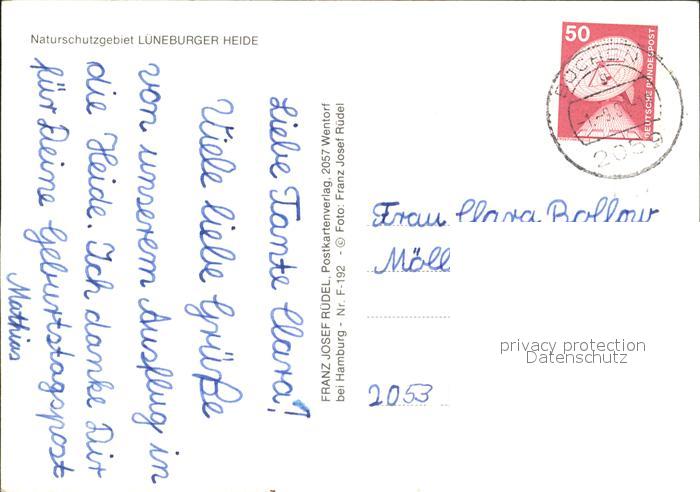 Naturschutzgebiet LÜNEBURGER HEIDE
Liebe Tante Clara!
Viele liebe Grüße
von unserem Ausflug in
die Heide. Ich danke Dir
für Deine Geburtstagspost
Mathias
FRANZ JOSEF RÜDEL, Postkartenverlag, 2057 Wentorf
bei Hamburg - Nr. F-192 - © Foto: Franz Josef Rüdel
50
DEUTSCHE BUNDESPOST
BÜCHEN
2059
Frau Clara Bollow
Möll
2053
privacy protection
Datenschutz